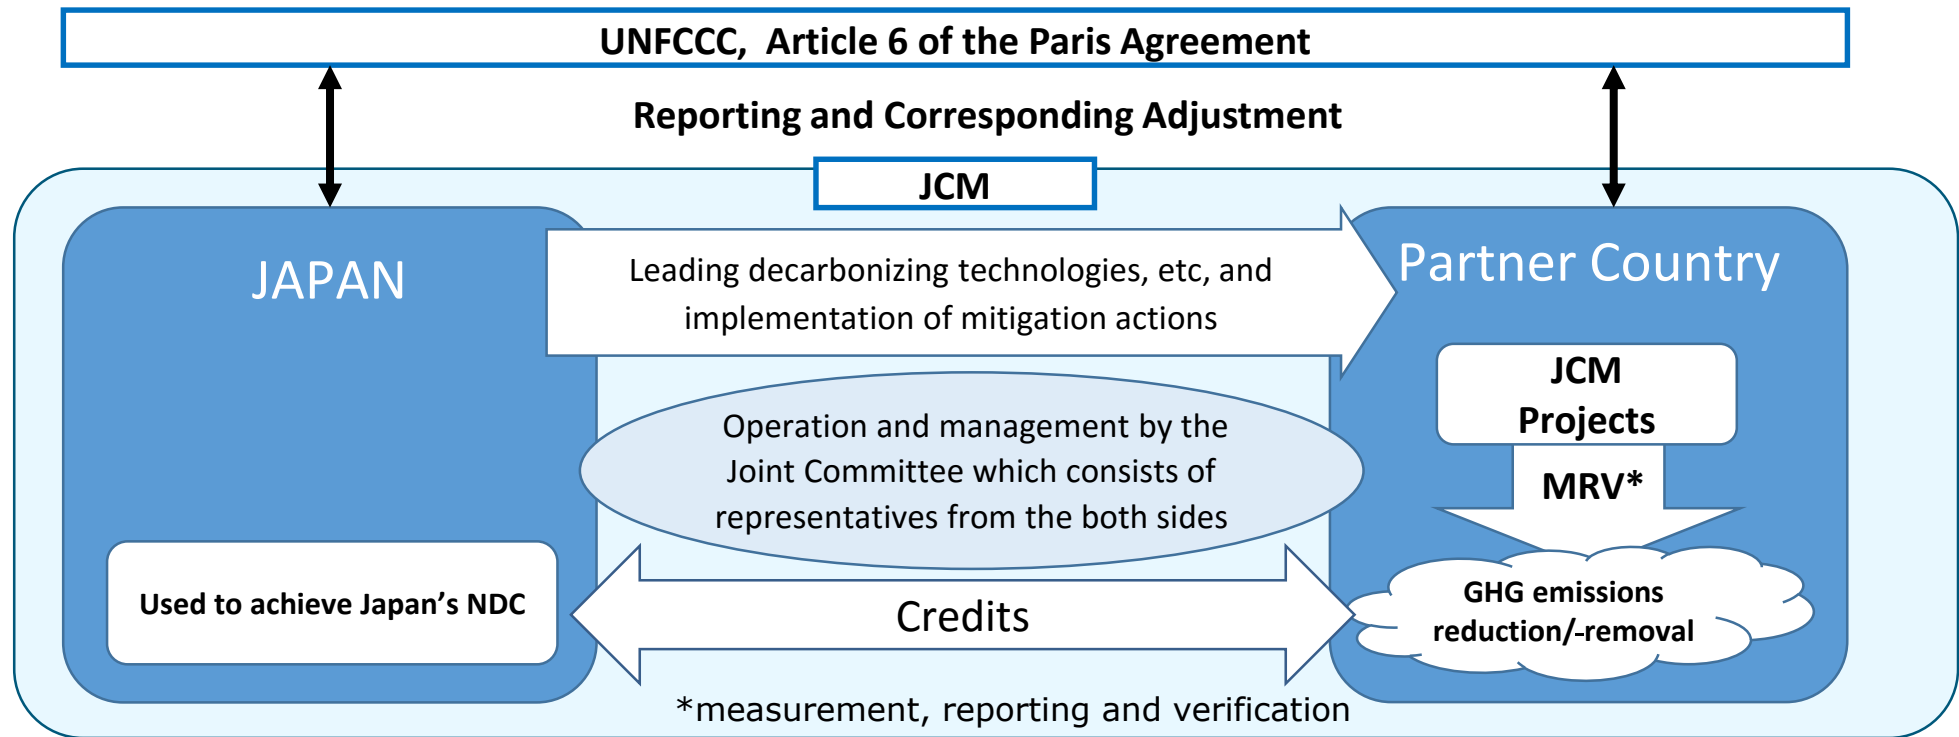 UNFCCC, Article 6 of the Paris Agreement
Reporting and Corresponding Adjustment
JCM
JAPAN
Leading decarbonizing technologies, etc, and
implementation of mitigation actions
Partner Country
JCM
Projects
Operation and management by the
Joint Committee which consists of
representatives from the both sides
MRV*
Used to achieve Japan's NDC
Credits
GHG emissions
reduction/-removal
*measurement, reporting and verification